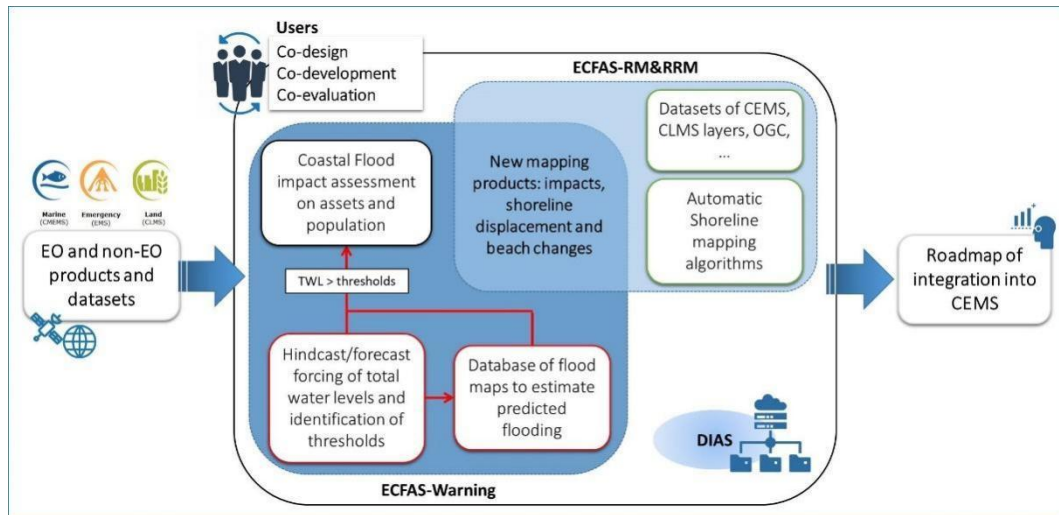 Users
Co-design
Co-development
Co-evaluation
ECFAS-RM&RRM
Datasets of CEMS,
CLMS layers, OGC,
...
Coastal Flood
impact assessment
on assets and
population
New mapping
products: impacts,
shoreline
displacement and
beach changes
Automatic
Shoreline
mapping
algorithms
Marine
(CMEMS)
Emergency
(EMS)
Land
(CLMS)
EO and non-EO
products and
datasets
TWL > thresholds
Roadmap of
integration into
CEMS
Hindcast/forecast
forcing of total
water levels and
identification of
thresholds
Database of flood
maps to estimate
predicted
flooding
DIAS
ECFAS-Warning